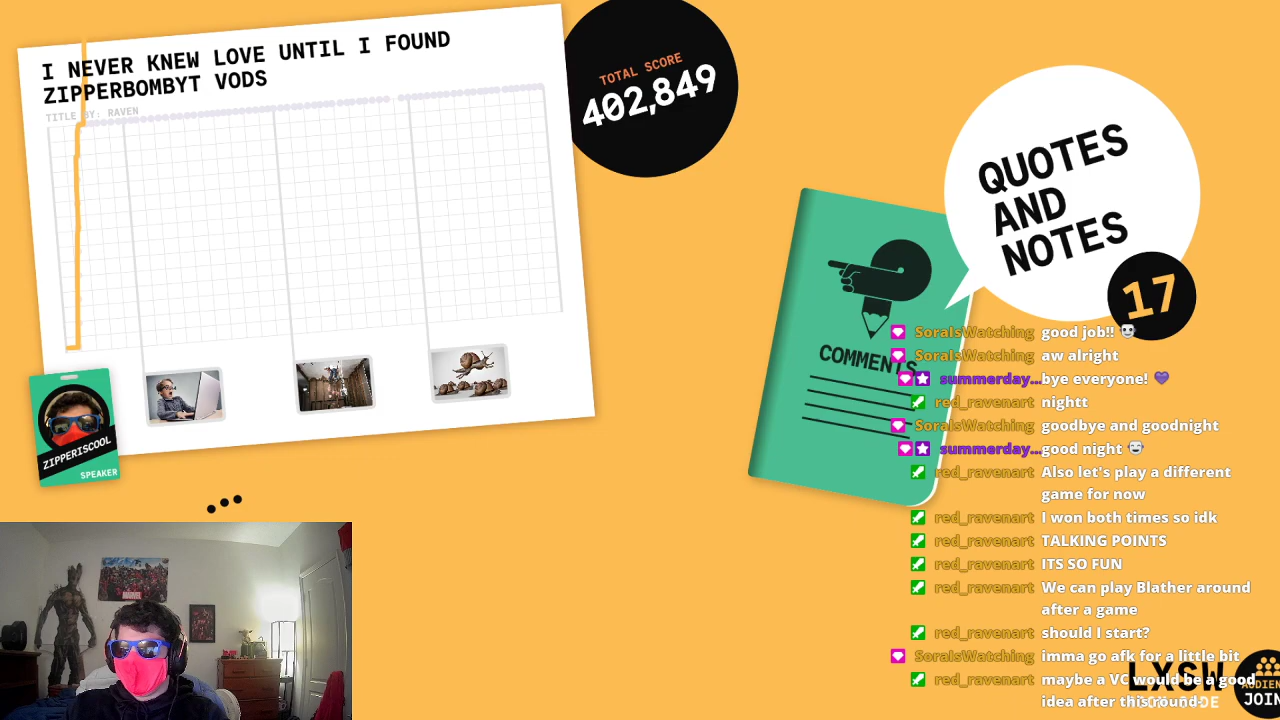 I NEVER KNEW LOVE UNTIL I FOUND
ZIPPERBOMBYT VODS
TITLE BY: RAVEN
TOTAL SCORE
402,849
QUOTES
AND
NOTES
17
COMMENTS
ZIPPERISCOOL
SPEAKER
MARVEL
SoraIsWatching good job!!
SoraIsWatching aw alright
summerday... bye everyone! 💜
red_ravenart nightt
SoraIsWatching goodbye and goodnight
summerday... good night
red_ravenart Also let's play a different
game for now
red_ravenart I won both times so idk
red_ravenart TALKING POINTS
red_ravenart ITS SO FUN
red_ravenart We can play Blather around
after a game
red_ravenart should I start?
SoraIsWatching imma go afk for a little bit
red_ravenart maybe a VC would be a good
idea after this round-
LXSW
JOIN